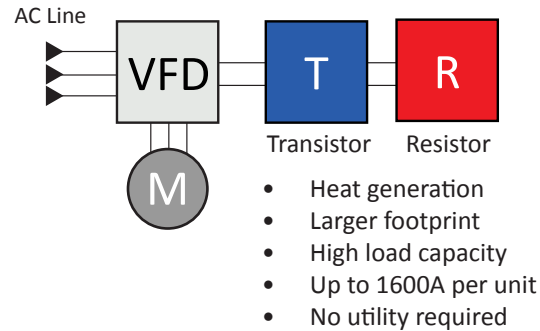 AC Line
VFD
T
R
Transistor
Resistor
M
• Heat generation
• Larger footprint
• High load capacity
• Up to 1600A per unit
• No utility required